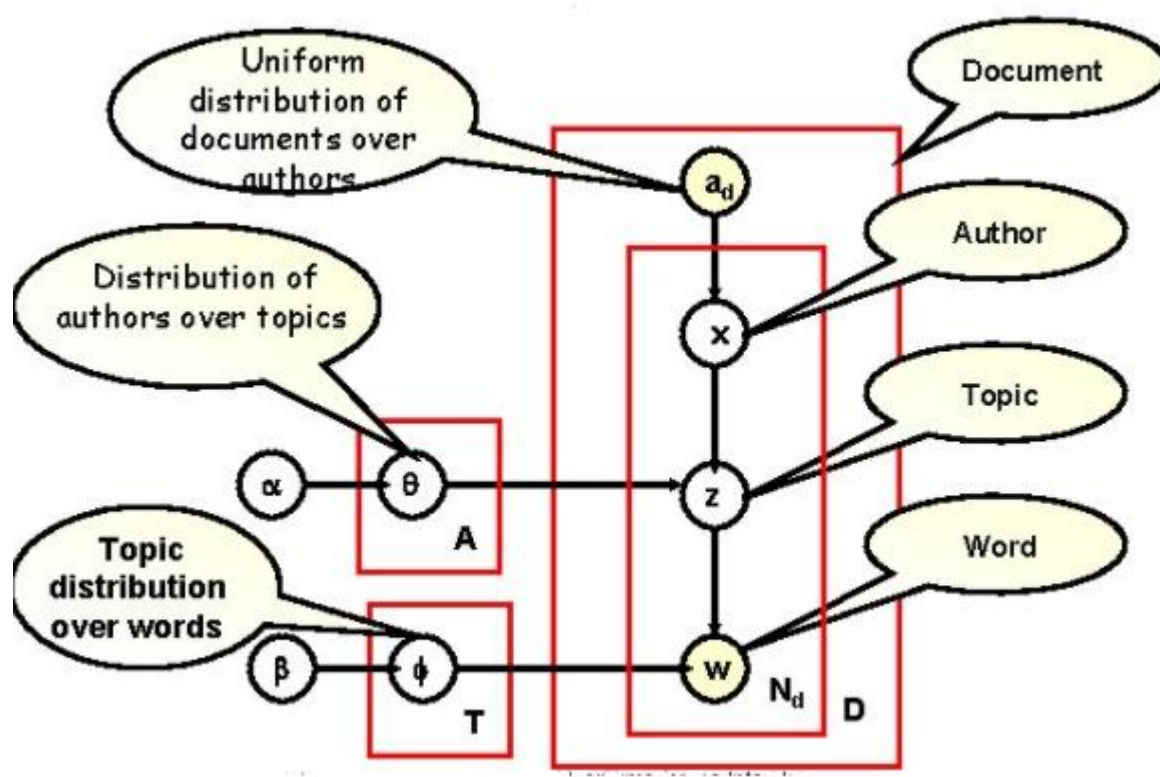 Uniform
distribution of
documents over
authors
Document
a_d
Author
Distribution of
authors over topics
x
Topic
α
θ
z
A
Topic
distribution
over words
Word
β
ϕ
w
N_d
D
T